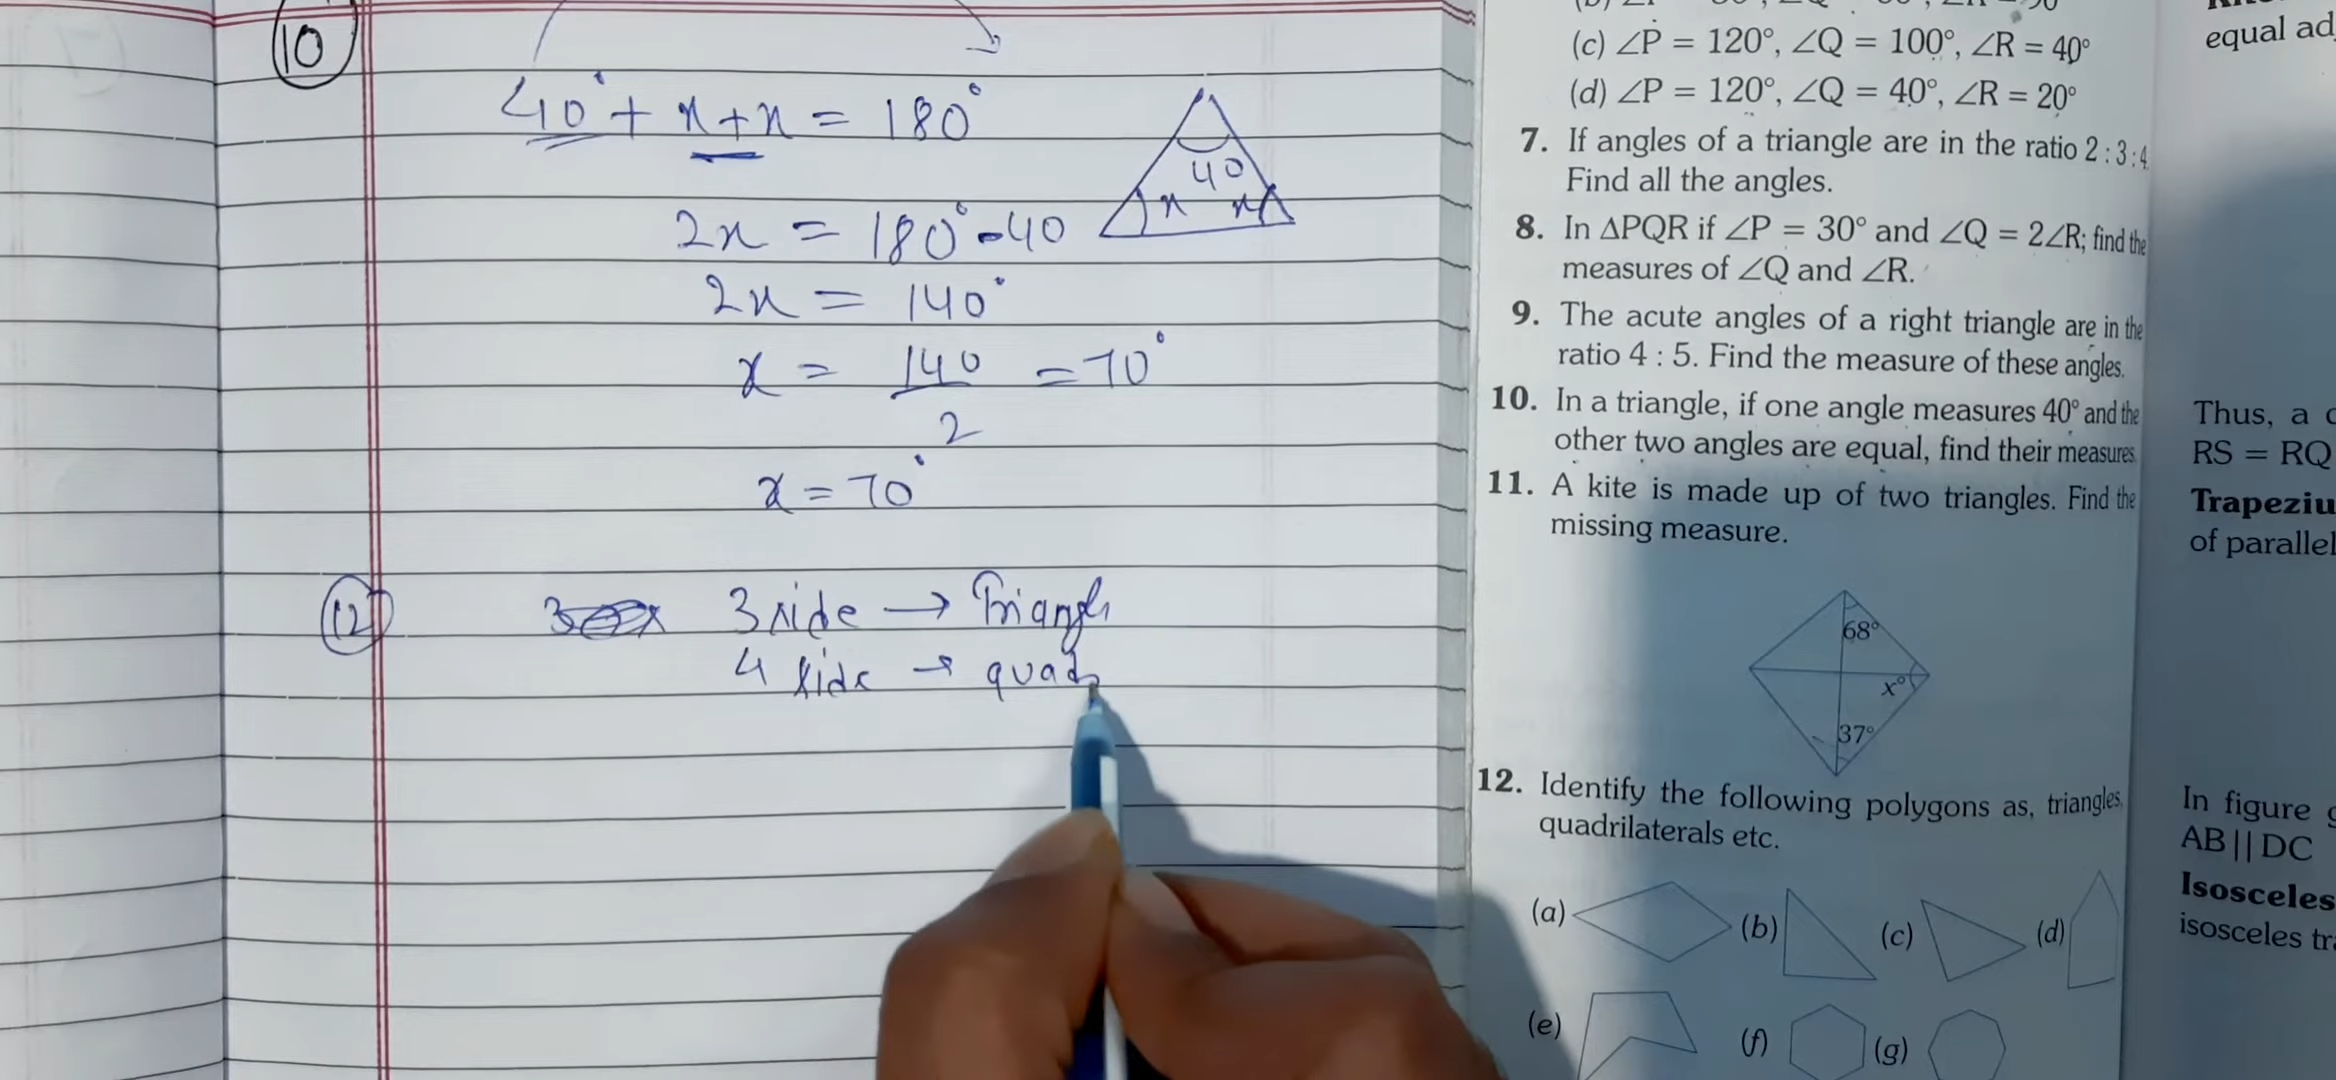 10
40° + x + x = 180°
40
x x
2x = 180° - 40
2x = 140°
x = 140 / 2 = 70°
x = 70°
12
3 side → Triangle
4 side → quad
(c) ∠P = 120°, ∠Q = 100°, ∠R = 40°
(d) ∠P = 120°, ∠Q = 40°, ∠R = 20°
7. If angles of a triangle are in the ratio 2 : 3 : 4.
Find all the angles.
8. In ΔPQR if ∠P = 30° and ∠Q = 2∠R; find the
measures of ∠Q and ∠R.
9. The acute angles of a right triangle are in the
ratio 4 : 5. Find the measure of these angles.
10. In a triangle, if one angle measures 40° and the
other two angles are equal, find their measures.
11. A kite is made up of two triangles. Find the
missing measure.
68°
x°
37°
12. Identify the following polygons as, triangles,
quadrilaterals etc.
(a) (b) (c) (d)
(e) (f) (g)
equal ad
Thus, a
RS = RQ
Trapeziu
of parallel
In figure
AB || DC
Isosceles
isosceles tr